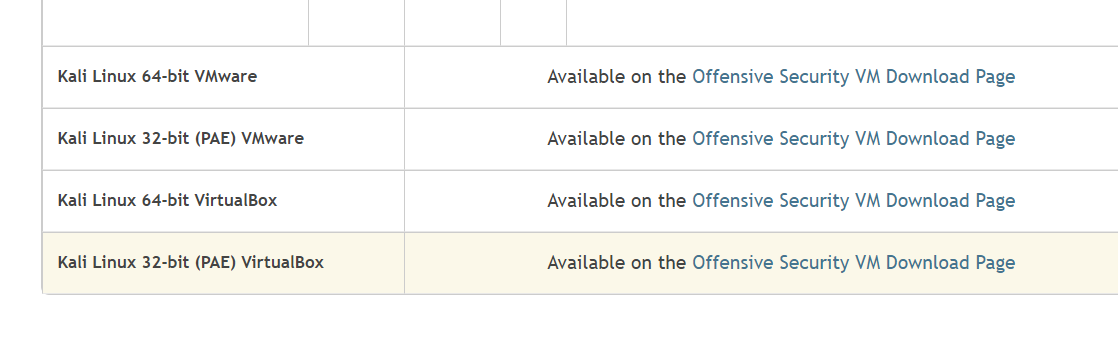 Kali Linux 64-bit VMware Available on the Offensive Security VM Download Page
Kali Linux 32-bit (PAE) VMware Available on the Offensive Security VM Download Page
Kali Linux 64-bit VirtualBox Available on the Offensive Security VM Download Page
Kali Linux 32-bit (PAE) VirtualBox Available on the Offensive Security VM Download Page